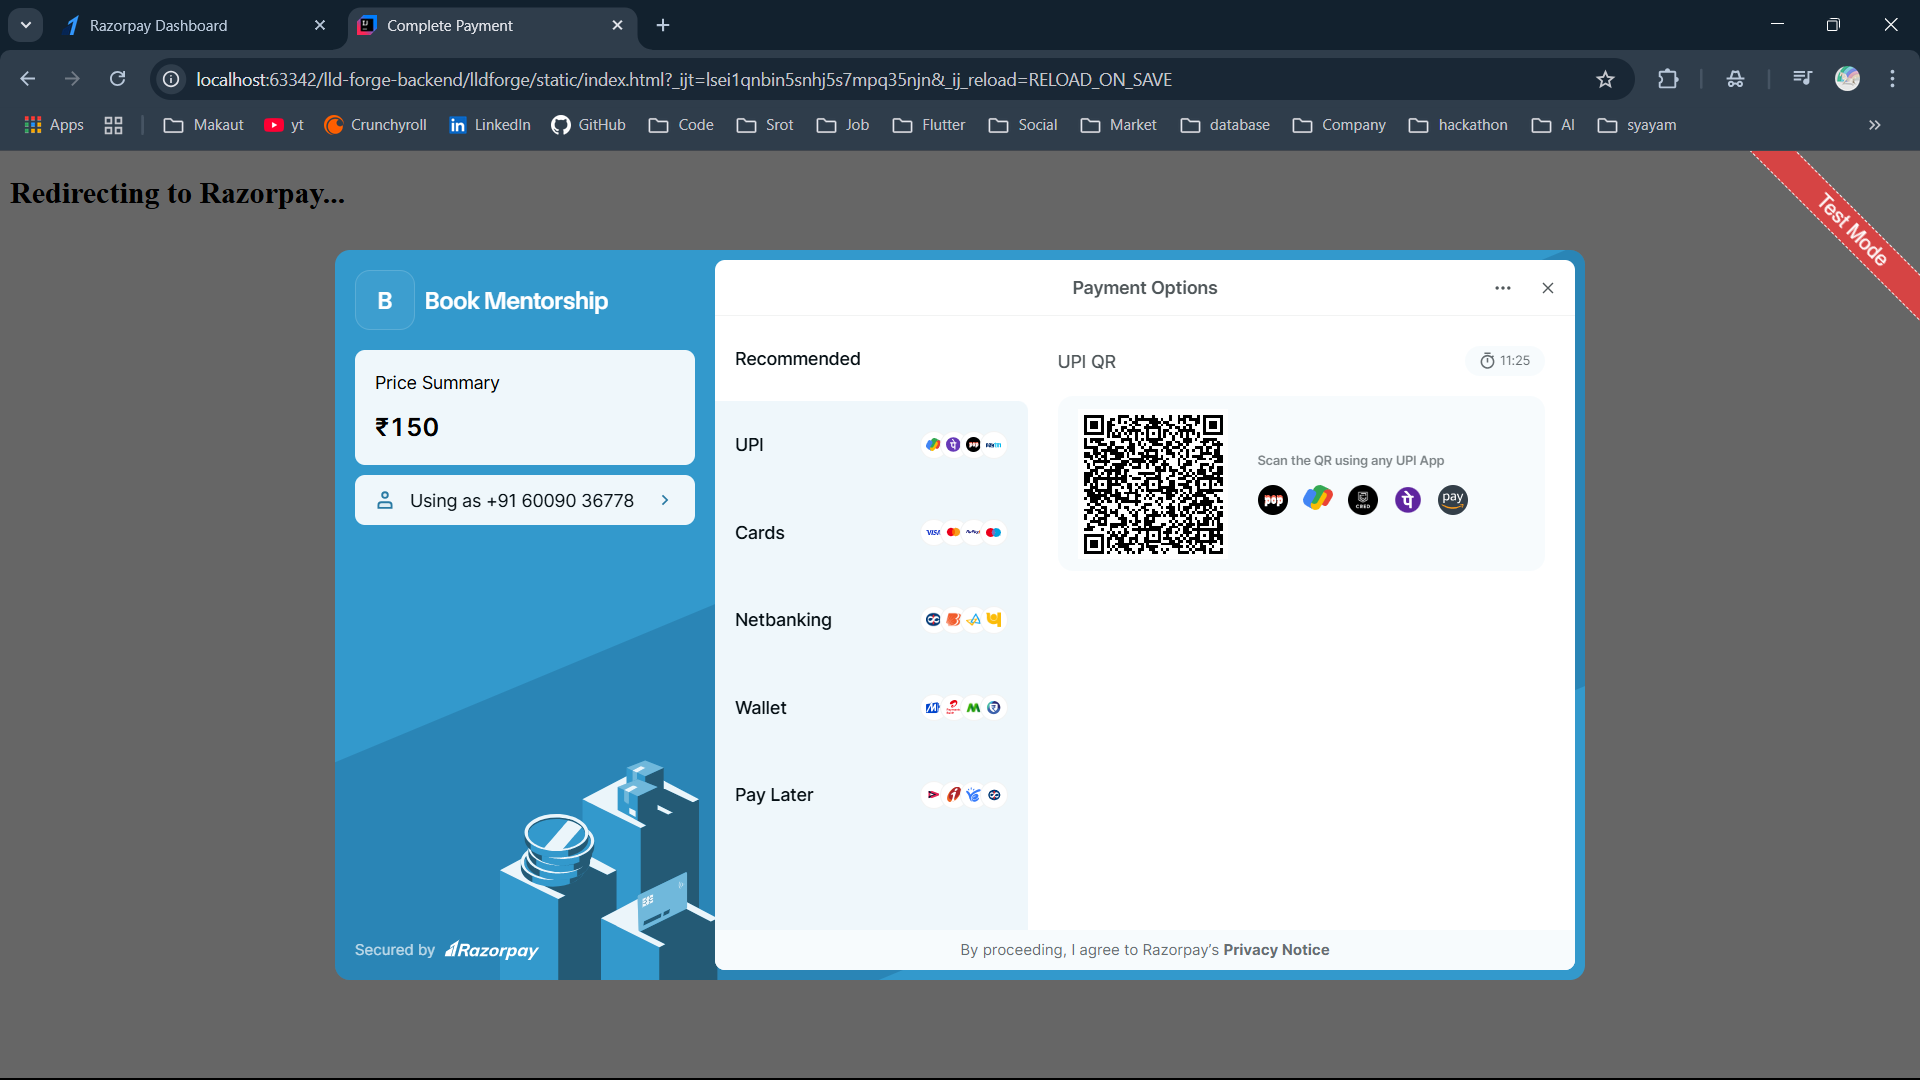 Razorpay Dashboard
Complete Payment
localhost:63342/lld-forge-backend/lldforge/static/index.html?_ijt=lsei1qnbin5snhj5s7mpq35njn&_ij_reload=RELOAD_ON_SAVE
Apps Makaut yt Crunchyroll LinkedIn GitHub Code Srot Job Flutter Social Market database Company hackathon AI syayam »
Redirecting to Razorpay...
Test Mode
B Book Mentorship
Price Summary
₹150
Using as +91 60090 36778
Secured by Razorpay
Payment Options
Recommended
UPI
Cards
VISA
Netbanking
Wallet
Pay Later
UPI QR
11:25
Scan the QR using any UPI App
pop
CRED
पे
pay
By proceeding, I agree to Razorpay's Privacy Notice